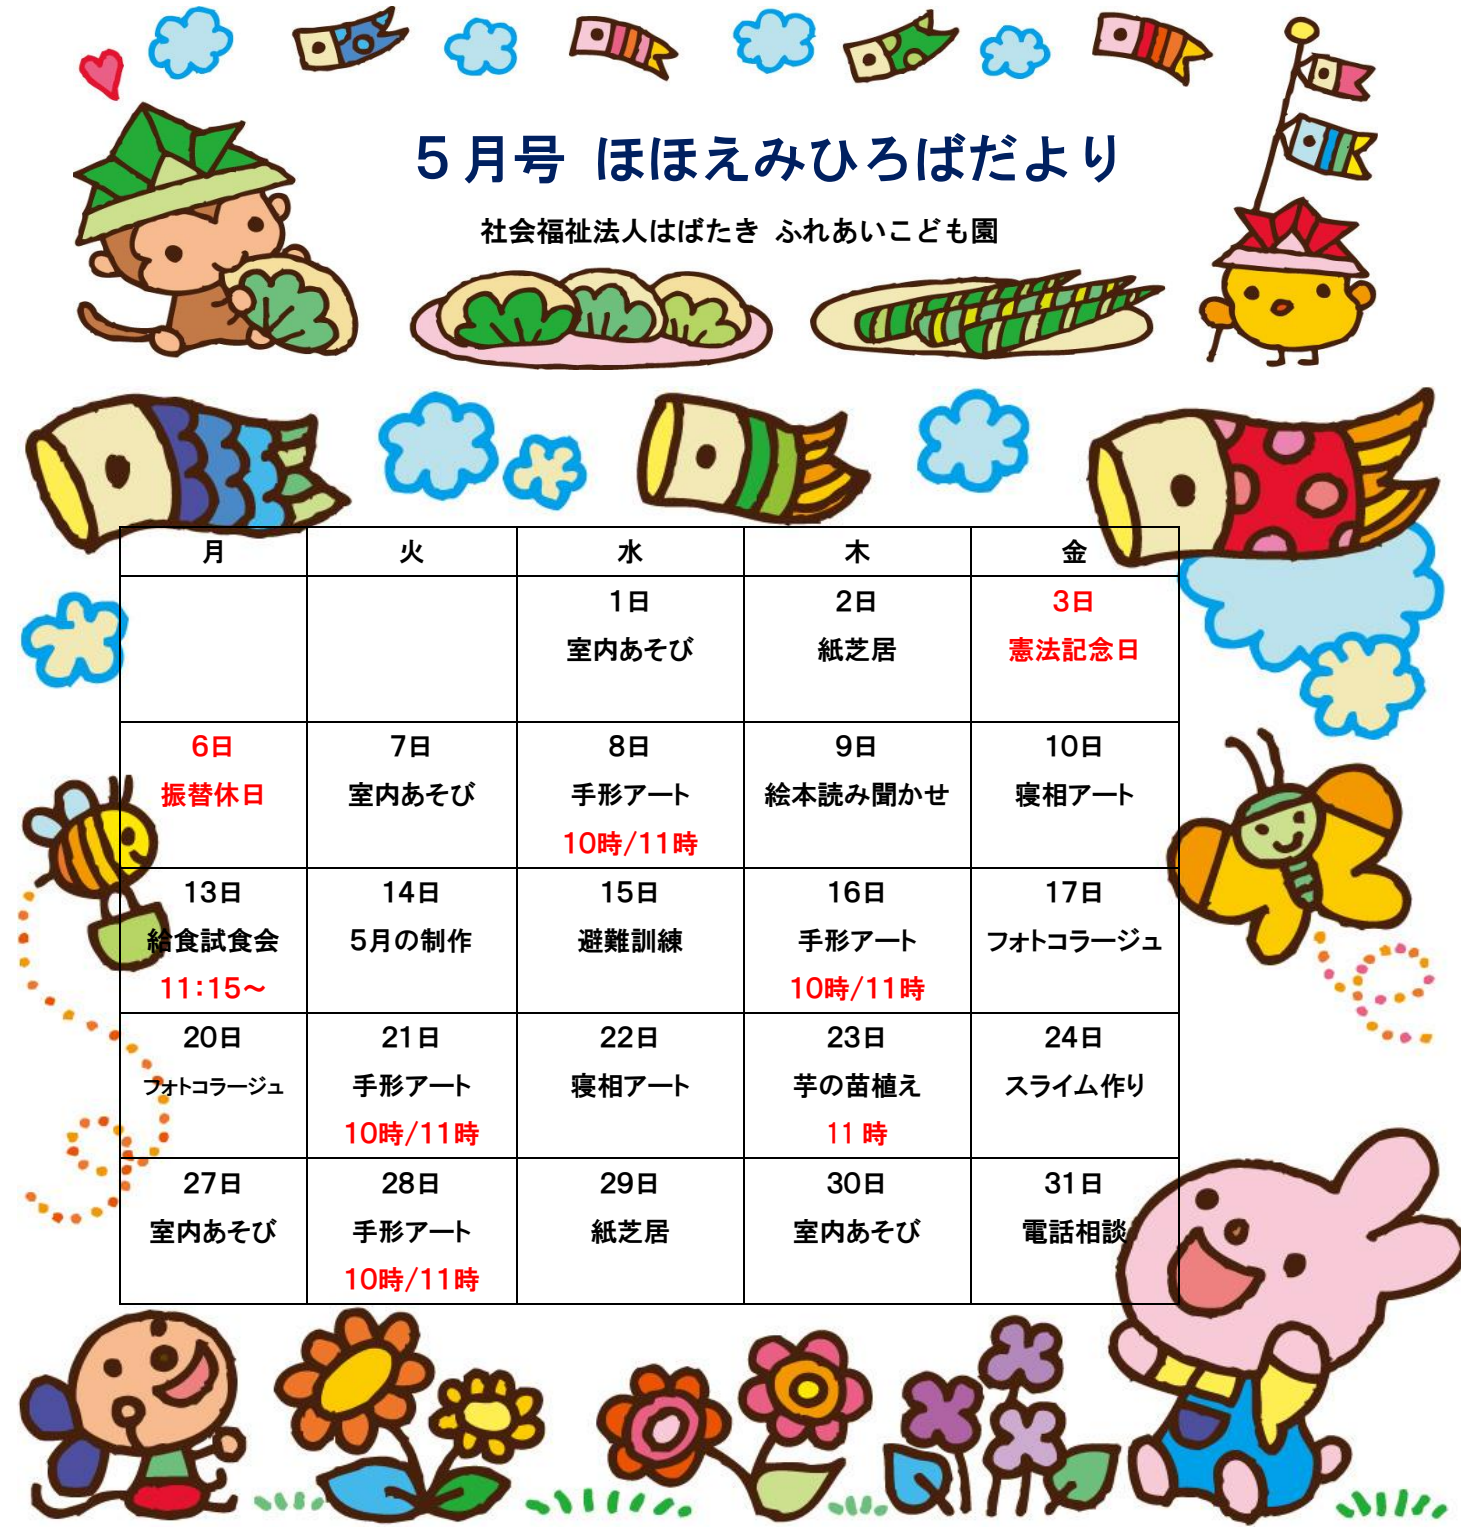 ５月号 ほほえみひろばだより
社会福祉法人はばたき ふれあいこども園
月 火 水 木 金
1日 2日 3日
室内あそび 紙芝居 憲法記念日
6日 7日 8日 9日 10日
振替休日 室内あそび 手形アート 絵本読み聞かせ 寝相アート
10時/11時
13日 14日 15日 16日 17日
給食試食会 5月の制作 避難訓練 手形アート フォトコラージュ
11：15～ 10時/11時
20日 21日 22日 23日 24日
フォトコラージュ 手形アート 寝相アート 芋の苗植え スライム作り
10時/11時 11時
27日 28日 29日 30日 31日
室内あそび 手形アート 紙芝居 室内あそび 電話相談
10時/11時